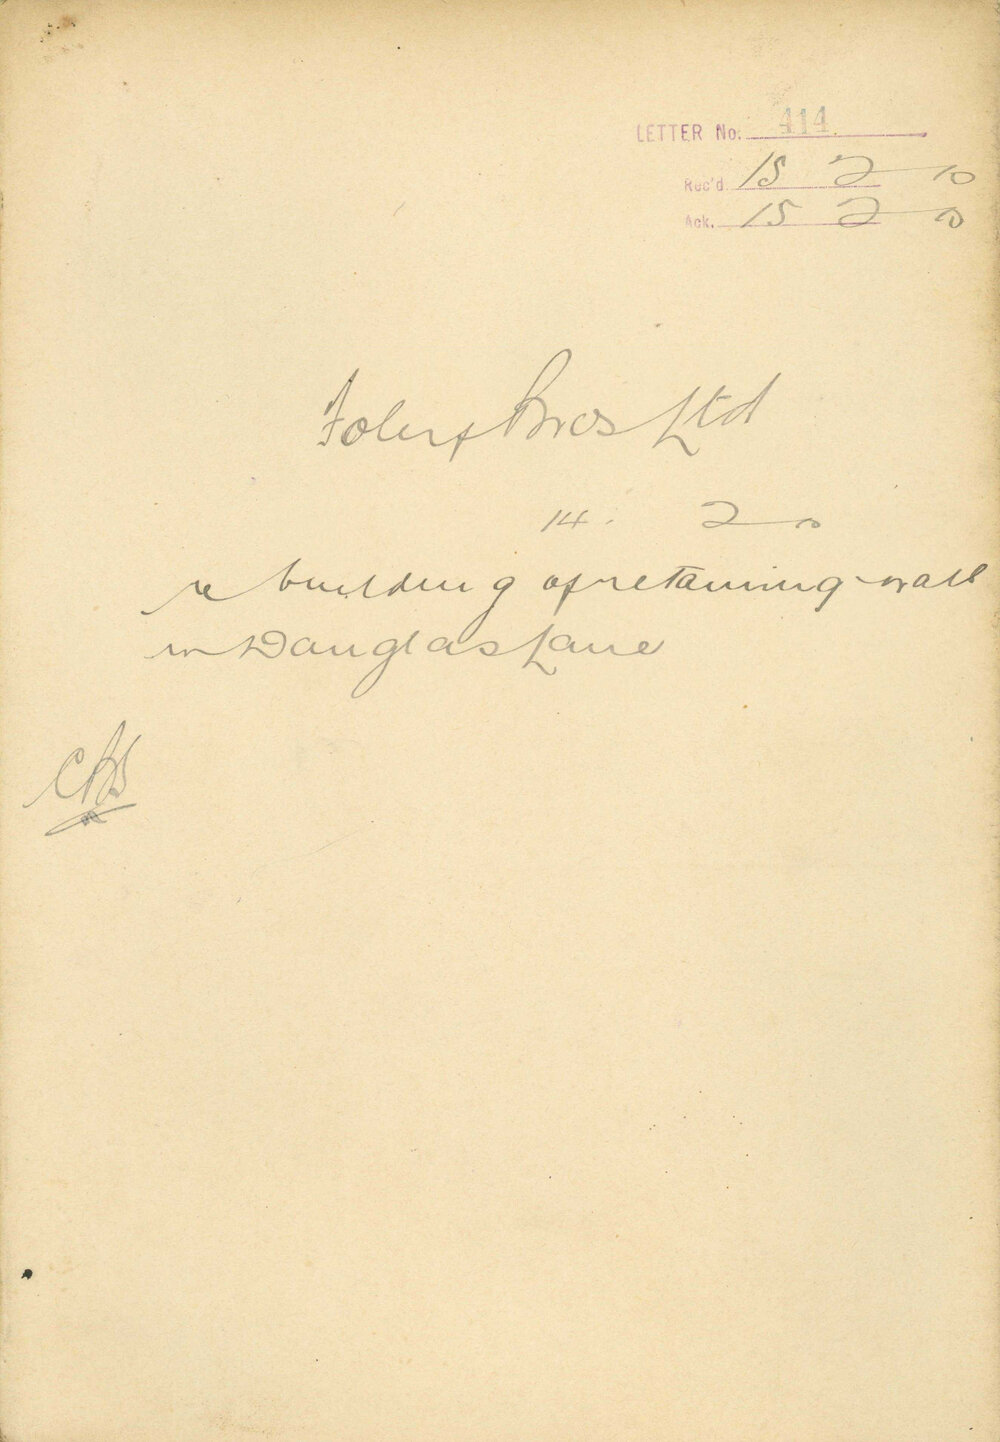 LETTER No. 414
Rec'd. 15 2 10
Ack. 15 2 10
Foley Bros Ltd
14. 2 10
re building of retaining wall
in Douglas Lane